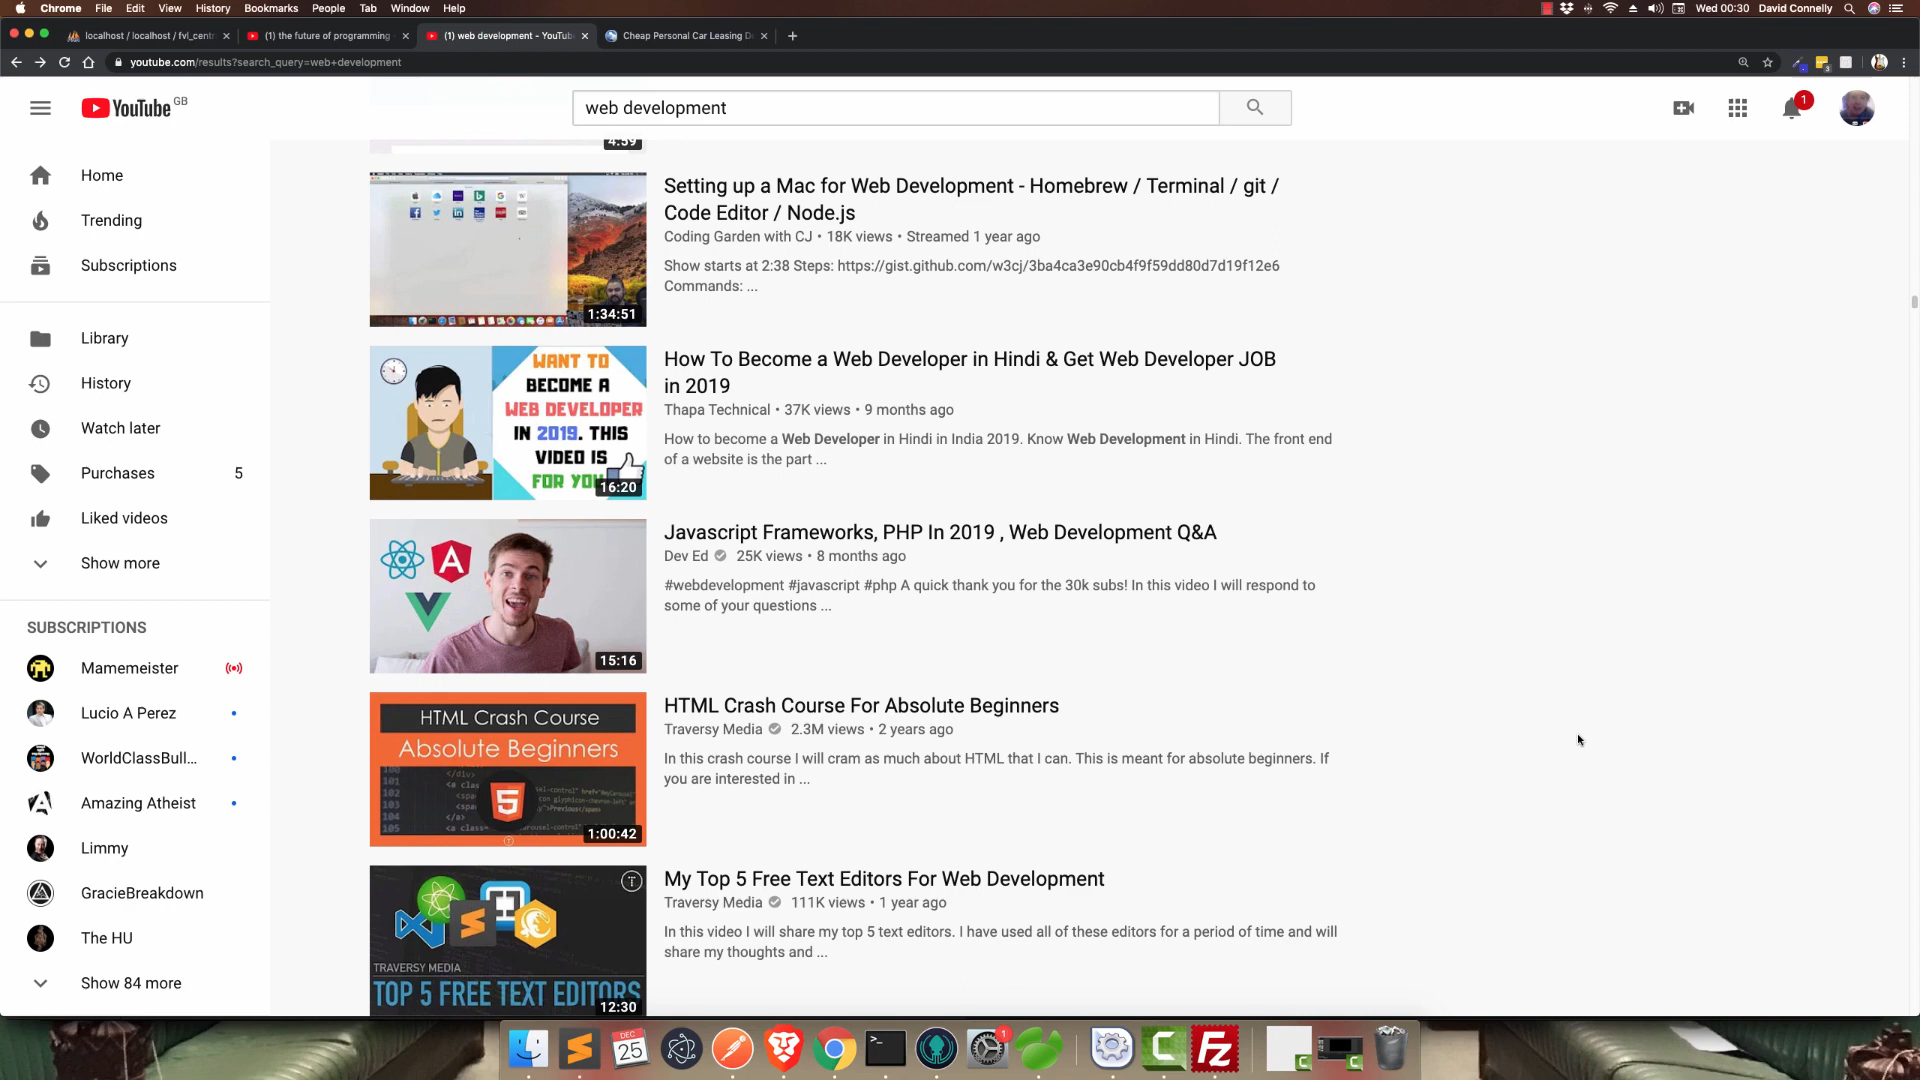 Chrome File Edit View History Bookmarks People Tab Window Help
Wed 00:30 David Connelly
localhost / localhost / fvl_cent
(1) the future of programming
(1) web development - YouTub
Cheap Personal Car Leasing D
youtube.com/results?search_query=web+development
YouTube GB
web development
1
Home
Trending
Subscriptions
Library
History
Watch later
Purchases 5
Liked videos
Show more
SUBSCRIPTIONS
Mamemeister
Lucio A Perez
WorldClassBull...
Amazing Atheist
Limmy
GracieBreakdown
The HU
Show 84 more
4:59
1:34:51
Setting up a Mac for Web Development - Homebrew / Terminal / git /
Code Editor / Node.js
Coding Garden with CJ • 18K views • Streamed 1 year ago
Show starts at 2:38 Steps: https://gist.github.com/w3cj/3ba4ca3e90cb4f9f59dd80d7d19f12e6
Commands: ...
WANT TO
BECOME A
WEB DEVELOPER
IN 2019. THIS
VIDEO IS
FOR YOU
16:20
How To Become a Web Developer in Hindi & Get Web Developer JOB
in 2019
Thapa Technical • 37K views • 9 months ago
How to become a Web Developer in Hindi in India 2019. Know Web Development in Hindi. The front end
of a website is the part ...
15:16
Javascript Frameworks, PHP In 2019 , Web Development Q&A
Dev Ed 25K views • 8 months ago
#webdevelopment #javascript #php A quick thank you for the 30k subs! In this video I will respond to
some of your questions ...
HTML Crash Course
Absolute Beginners
102
103
104
105
5
1:00:42
HTML Crash Course For Absolute Beginners
Traversy Media 2.3M views • 2 years ago
In this crash course I will cram as much about HTML that I can. This is meant for absolute beginners. If
you are interested in ...
T
TRAVERSY MEDIA
TOP 5 FREE TEXT EDITORS
12:30
My Top 5 Free Text Editors For Web Development
Traversy Media 111K views • 1 year ago
In this video I will share my top 5 text editors. I have used all of these editors for a period of time and will
share my thoughts and ...
DEC
25
1